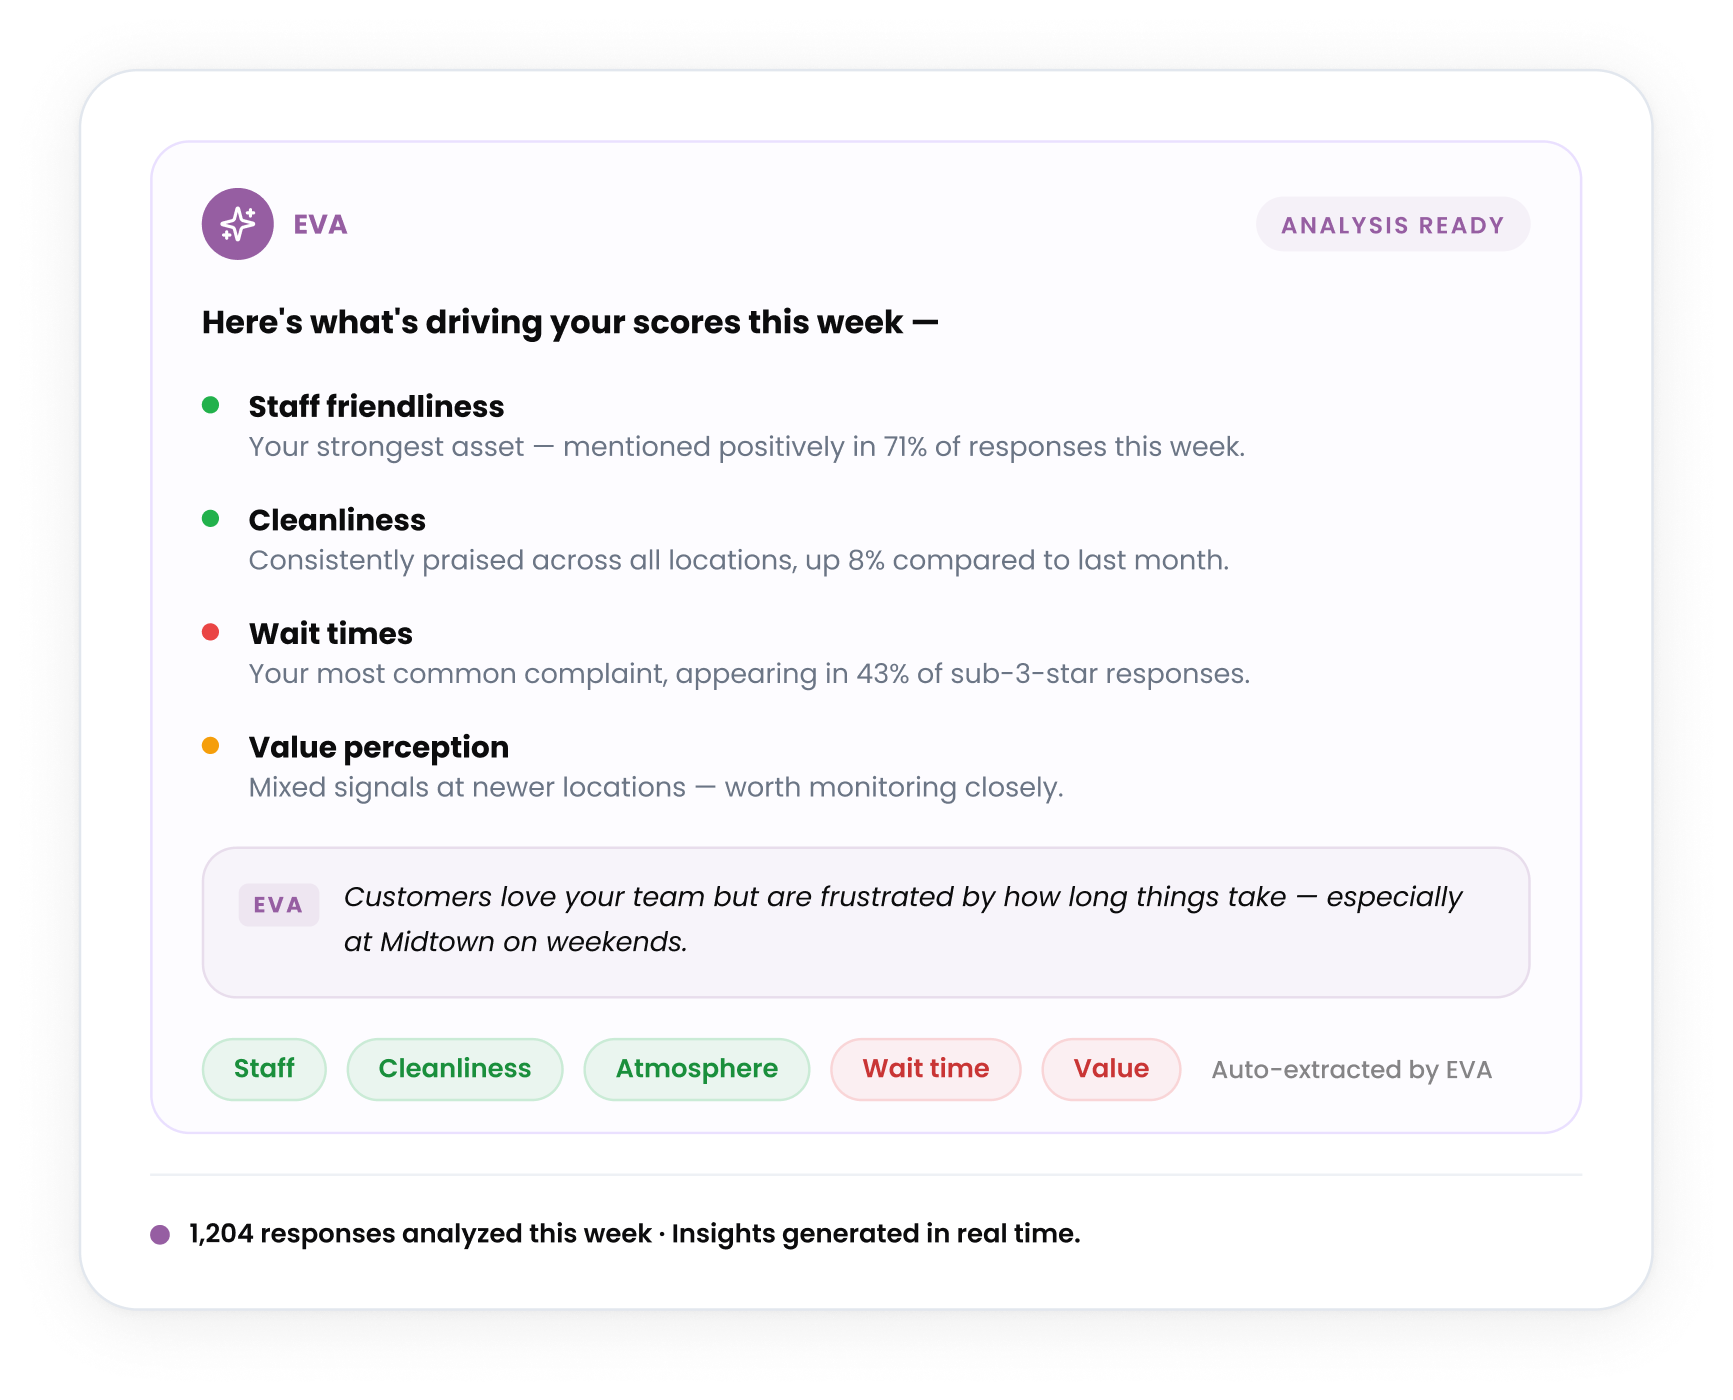 EVA
ANALYSIS READY
Here's what's driving your scores this week —
Staff friendliness
Your strongest asset — mentioned positively in 71% of responses this week.
Cleanliness
Consistently praised across all locations, up 8% compared to last month.
Wait times
Your most common complaint, appearing in 43% of sub-3-star responses.
Value perception
Mixed signals at newer locations — worth monitoring closely.
EVA
Customers love your team but are frustrated by how long things take — especially
at Midtown on weekends.
Staff
Cleanliness
Atmosphere
Wait time
Value
Auto-extracted by EVA
1,204 responses analyzed this week · Insights generated in real time.